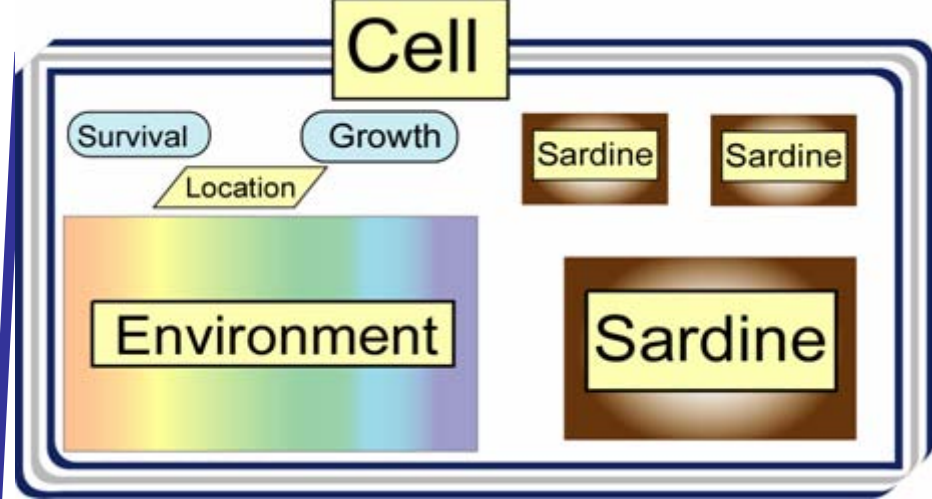 Cell
Survival
Growth
Location
Sardine
Sardine
Environment
Sardine